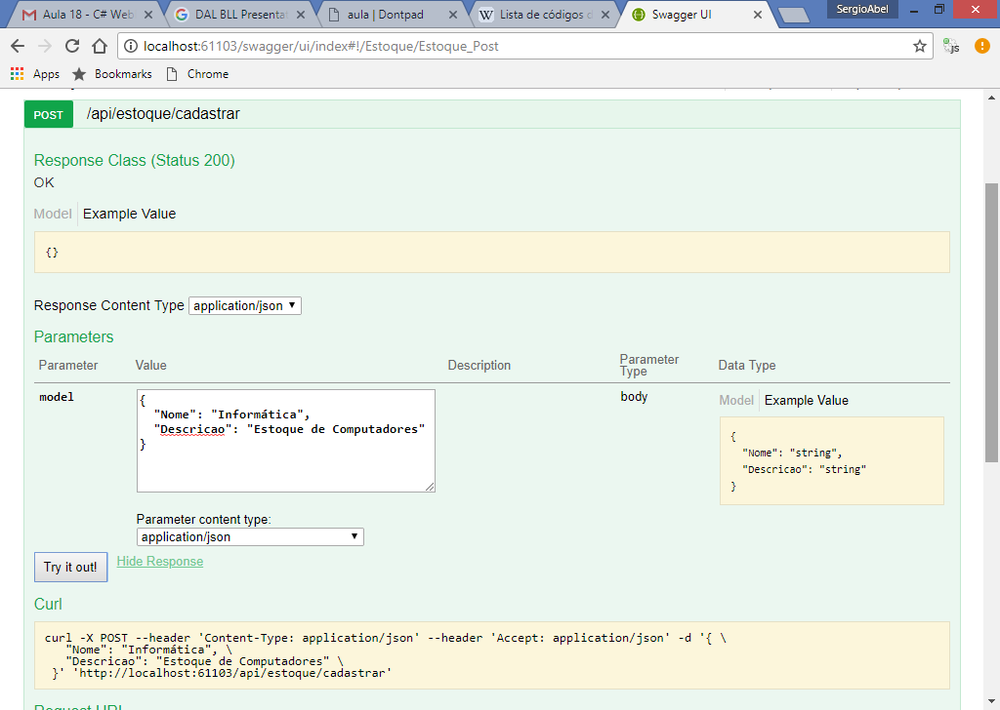 Aula 18 - C# Web
DAL BLL Presenta
aula | Dontpad
Lista de códigos d
Swagger UI
SergioAbel
localhost:61103/swagger/ui/index#!/Estoque/Estoque_Post
js
Apps Bookmarks Chrome
POST /api/estoque/cadastrar
Response Class (Status 200)
OK
Model Example Value
{}
Response Content Type application/json
Parameters
Parameter Value Description Parameter Type Data Type
model
{
"Nome": "Informática",
"Descricao": "Estoque de Computadores"
}
body
Model Example Value
{
"Nome": "string",
"Descricao": "string"
}
Parameter content type:
application/json
Try it out! Hide Response
Curl
curl -X POST --header 'Content-Type: application/json' --header 'Accept: application/json' -d '{ \
"Nome": "Informática", \
"Descricao": "Estoque de Computadores" \
}' 'http://localhost:61103/api/estoque/cadastrar'
Request URL